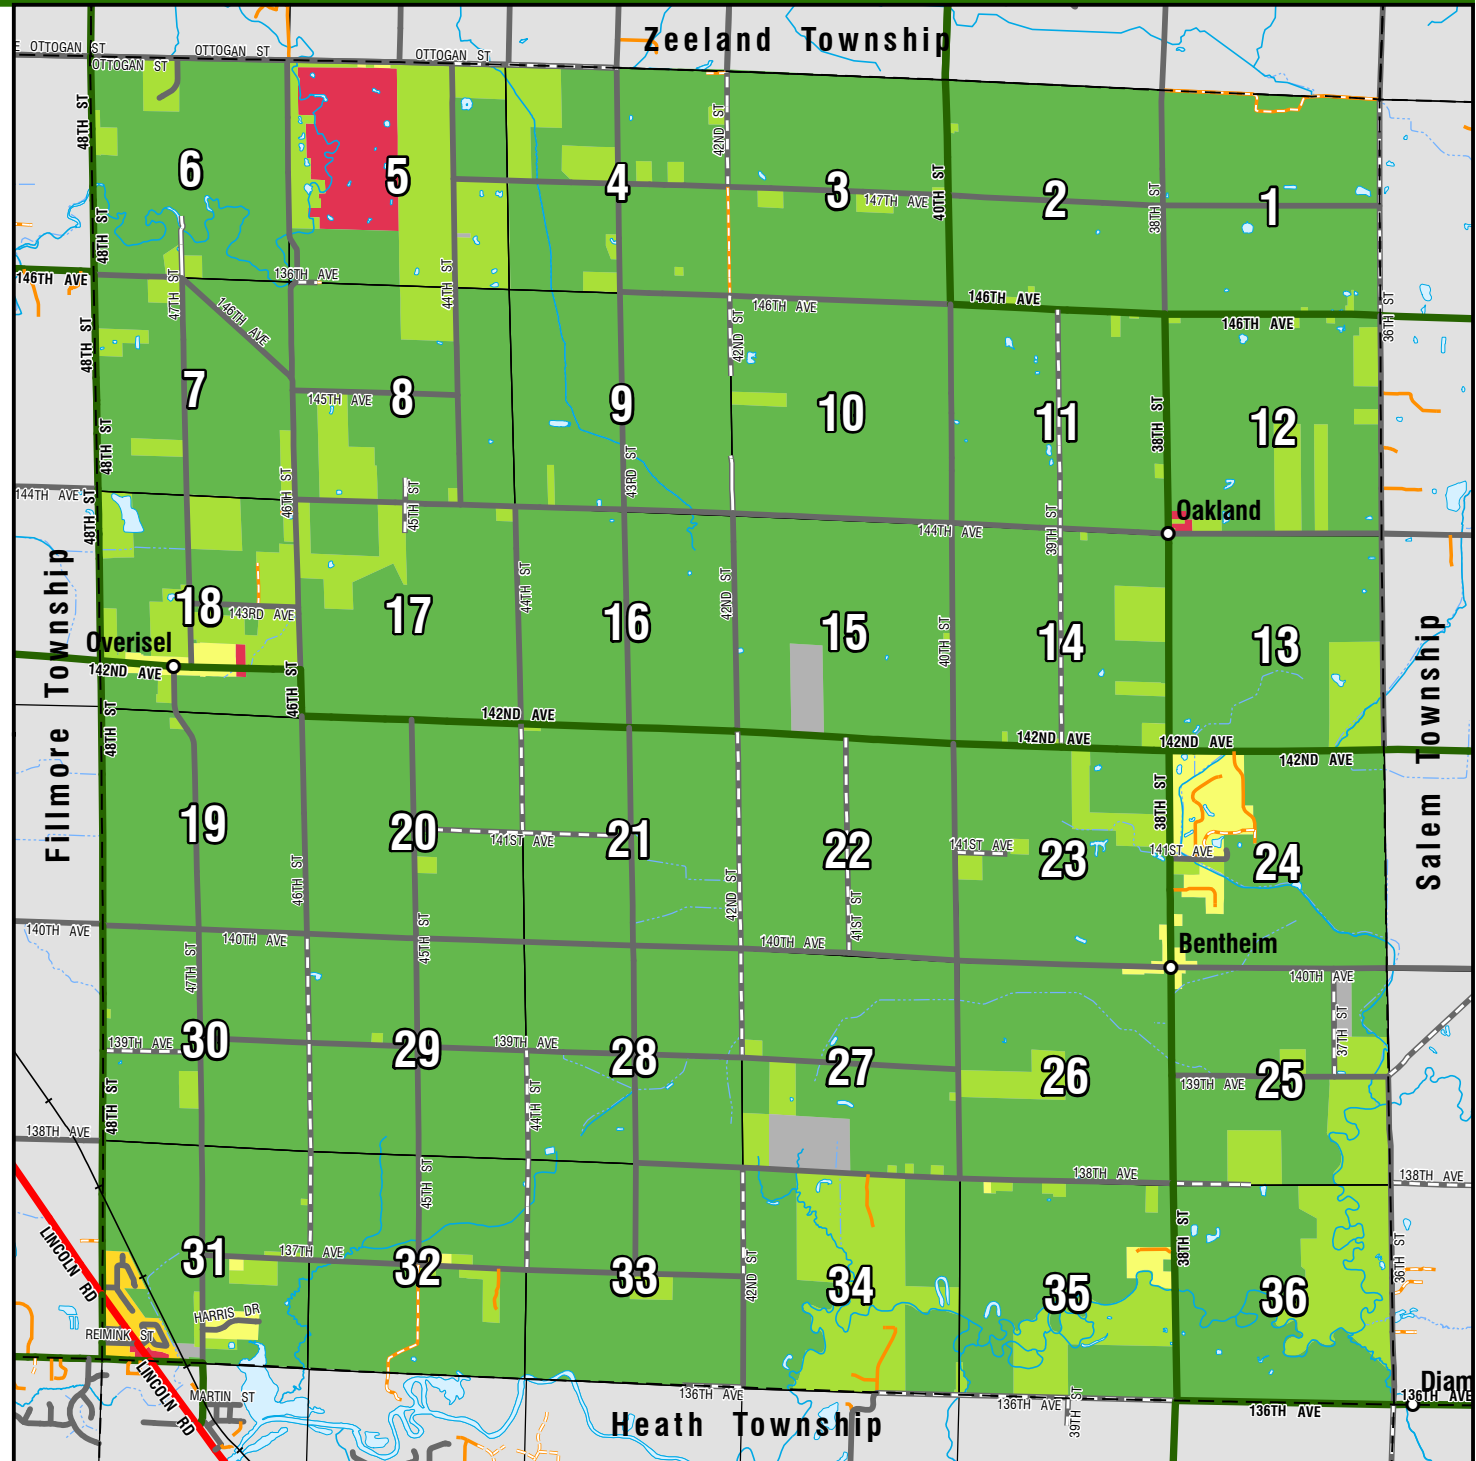 Zeeland Township
E OTTOGAN ST
OTTOGAN ST
OTTOGAN ST
OTTOGAN ST
48TH ST
42ND ST
6
5
4
3
2
1
40TH ST
38TH ST
147TH AVE
48TH ST
146TH AVE
47TH ST
136TH AVE
44TH ST
146TH AVE
146TH AVE
146TH AVE
146TH AVE
36TH ST
48TH ST
42ND ST
7
8
9
10
11
12
145TH AVE
38TH ST
48TH ST
46TH ST
45TH ST
43RD ST
144TH AVE
48TH ST
Oakland
144TH AVE
39TH ST
44TH ST
42ND ST
18
17
16
15
14
13
143RD AVE
40TH ST
Overisel
142ND AVE
46TH ST
Fillmore Township
Salem Township
48TH ST
142ND AVE
142ND AVE
142ND AVE
142ND AVE
38TH ST
19
20
21
22
23
24
141ST AVE
141ST AVE
141ST AVE
46TH ST
42ND ST
41ST ST
45TH ST
140TH AVE
140TH AVE
140TH AVE
Bentheim
140TH AVE
47TH ST
37TH ST
139TH AVE
30
29
139TH AVE
28
27
26
25
139TH AVE
48TH ST
44TH ST
138TH AVE
138TH AVE
138TH AVE
45TH ST
38TH ST
36TH ST
31
137TH AVE
32
33
42ND ST
34
35
36
LINCOLN RD
HARRIS DR
REIMINK ST
LINCOLN RD
MARTIN ST
136TH AVE
136TH AVE
39TH ST
136TH AVE
Diam
136TH AVE
Heath Township